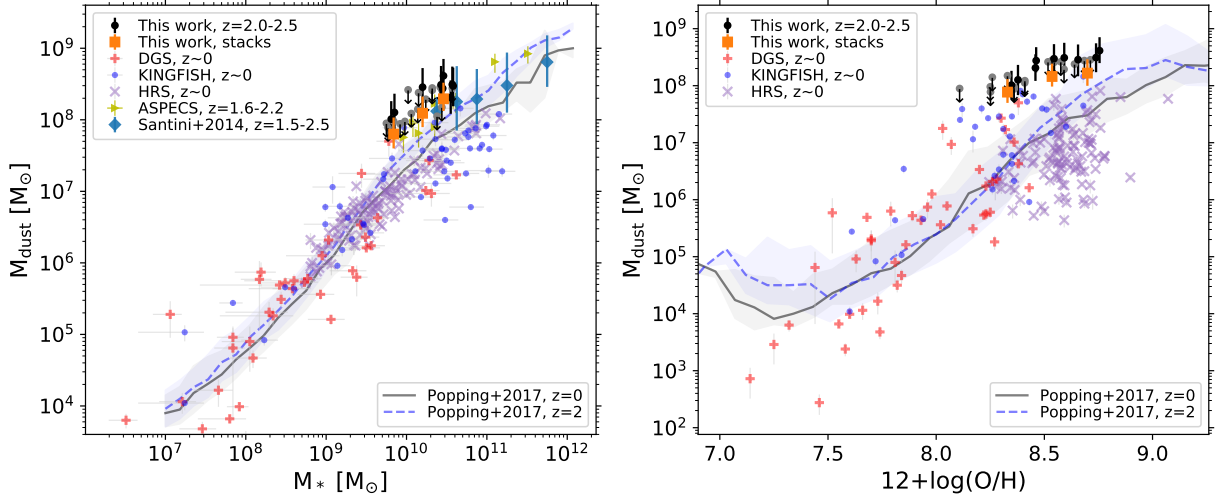 This work, z=2.0-2.5
This work, stacks
DGS, z~0
KINGFISH, z~0
HRS, z~0
ASPECS, z=1.6-2.2
Santini+2014, z=1.5-2.5
Popping+2017, z=0
Popping+2017, z=2
10⁹
10⁸
10⁷
10⁶
10⁵
10⁴
M_dust [M_⊙]
10⁷ 10⁸ 10⁹ 10¹⁰ 10¹¹ 10¹²
M_* [M_⊙]
This work, z=2.0-2.5
This work, stacks
DGS, z~0
KINGFISH, z~0
HRS, z~0
Popping+2017, z=0
Popping+2017, z=2
10⁹
10⁸
10⁷
10⁶
10⁵
10⁴
10³
10²
M_dust [M_⊙]
7.0 7.5 8.0 8.5 9.0
12+log(O/H)